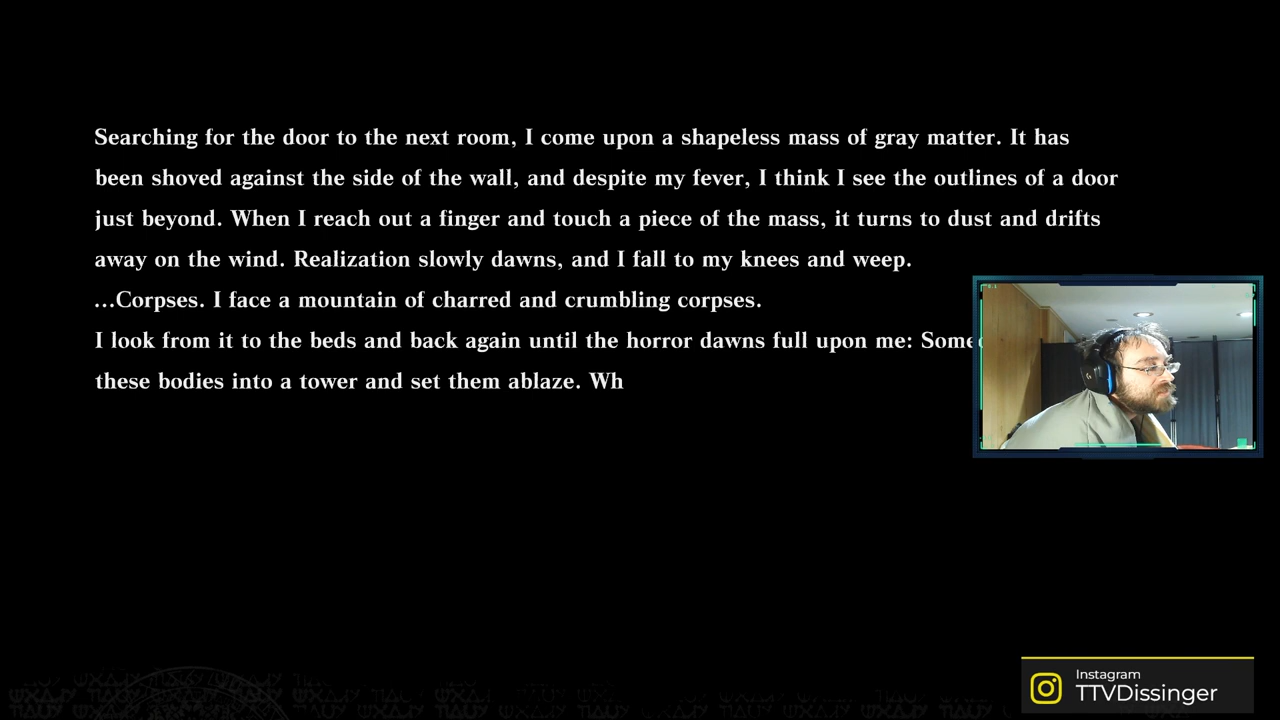 Searching for the door to the next room, I come upon a shapeless mass of gray matter. It has
been shoved against the side of the wall, and despite my fever, I think I see the outlines of a door
just beyond. When I reach out a finger and touch a piece of the mass, it turns to dust and drifts
away on the wind. Realization slowly dawns, and I fall to my knees and weep.
...Corpses. I face a mountain of charred and crumbling corpses.
I look from it to the beds and back again until the horror dawns full upon me:
these bodies into a tower and set them ablaze. Wh
Instagram
TTVDissinger